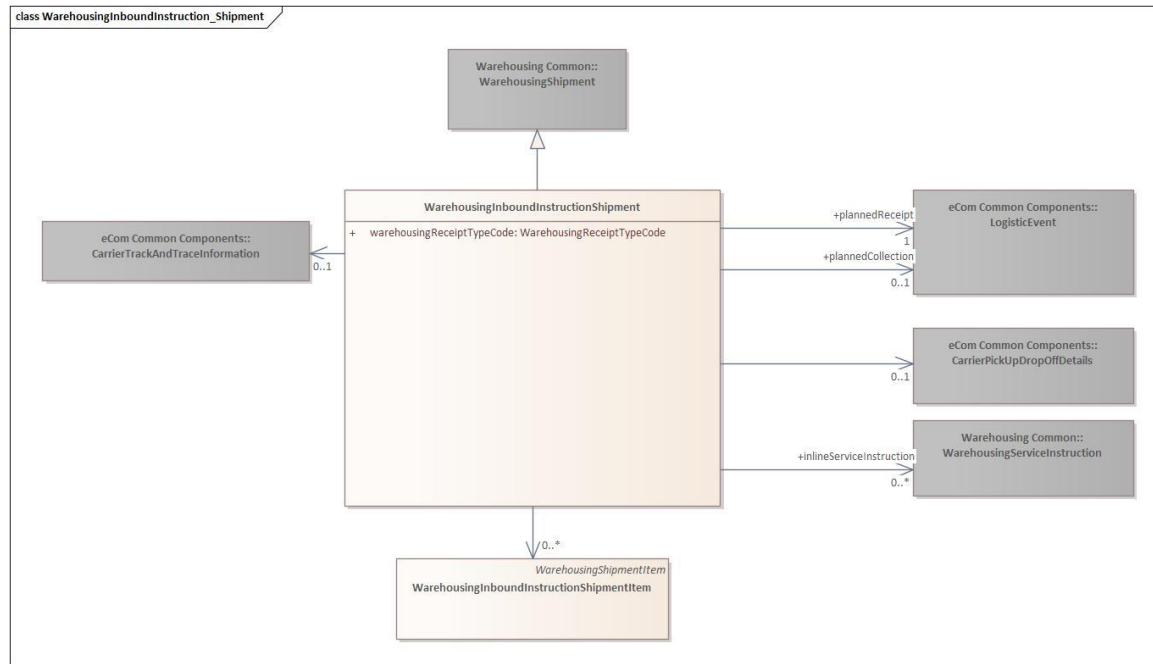 class WarehousingInboundInstruction_Shipment
Warehousing Common::
WarehousingShipment
WarehousingInboundInstructionShipment
+ warehousingReceiptTypeCode: WarehousingReceiptTypeCode
eCom Common Components::
CarrierTrackAndTraceInformation
0..1
+plannedReceipt
1
+plannedCollection
0..1
eCom Common Components::
LogisticEvent
0..1
eCom Common Components::
CarrierPickUpDropOffDetails
+inlineServiceInstruction
0..*
Warehousing Common::
WarehousingServiceInstruction
0..*
WarehousingShipmentItem
WarehousingInboundInstructionShipmentItem